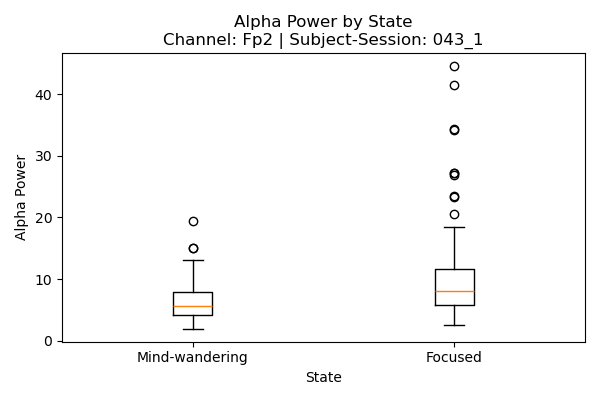 Alpha Power by State
Channel: Fp2 | Subject-Session: 043_1
Alpha Power
40
30
20
10
0
Mind-wandering
Focused
State